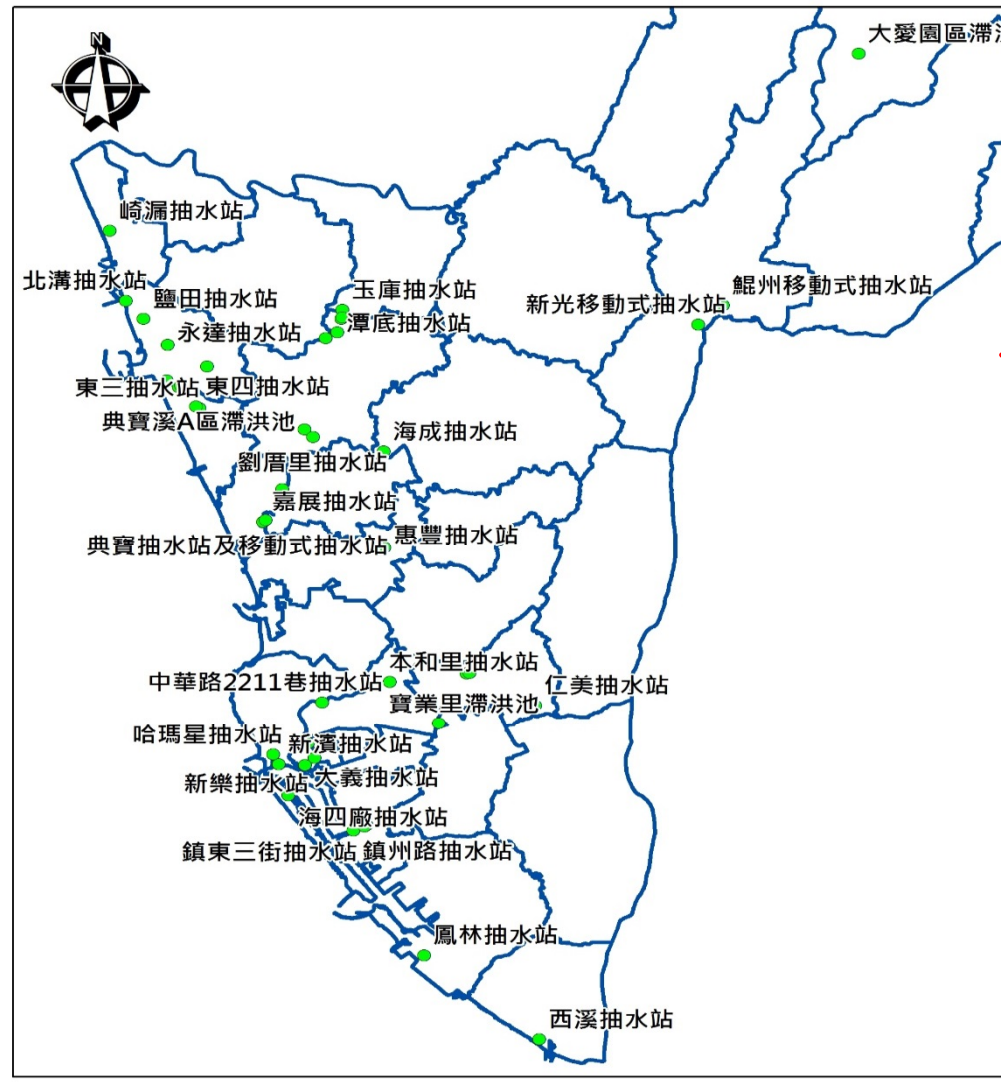 大愛園區滯
N
崎漏抽水站
北溝抽水站
鹽田抽水站
玉庫抽水站
新光移動式抽水站
鯤州移動式抽水站
永達抽水站
潭底抽水站
東三抽水站
東四抽水站
典寶溪A區滯洪池
海成抽水站
劉厝里抽水站
嘉展抽水站
典寶抽水站及移動式抽水站
惠豐抽水站
本和里抽水站
中華路2211巷抽水站
仁美抽水站
寶業里滯洪池
哈瑪星抽水站
新濱抽水站
新樂抽水站
大義抽水站
海四廠抽水站
鎮東三街抽水站
鎮州路抽水站
鳳林抽水站
西溪抽水站